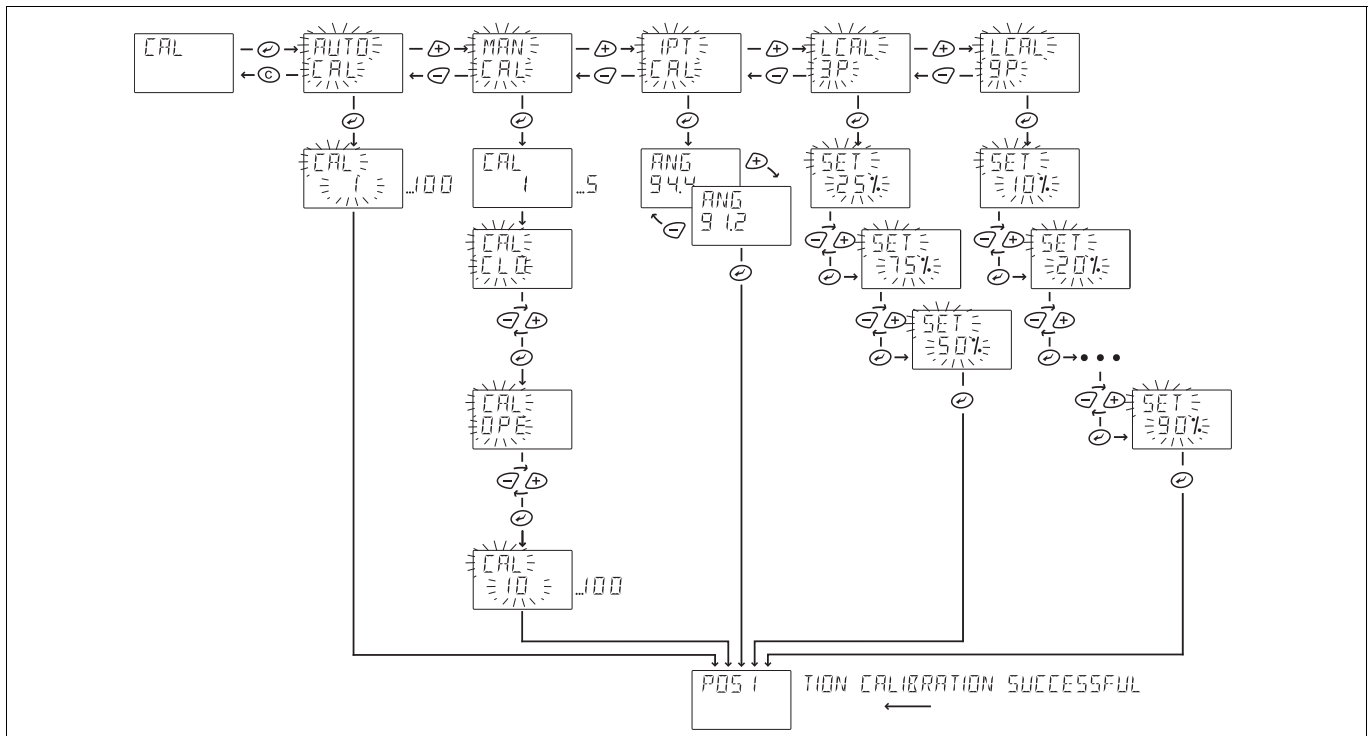 CAL
AUTO
CAL
MAN
CAL
1PT
CAL
LCAL
3P
LCAL
9P
C
CAL
1
...100
CAL
1
...5
ANG
94.4
ANG
91.2
SET
25%
SET
10%
CAL
CLO
SET
75%
SET
20%
SET
50%
CAL
OPE
SET
90%
CAL
10
...100
POSI TION CALIBRATION SUCCESSFUL